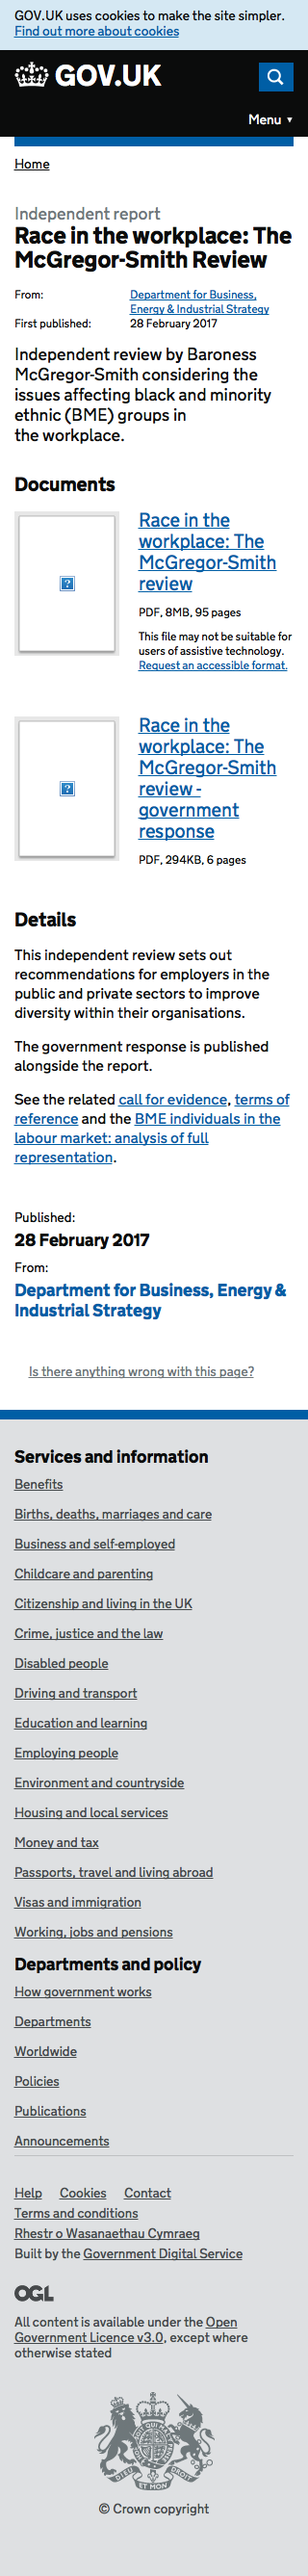 GOV.UK uses cookies to make the site simpler.
Find out more about cookies
GOV.UK
Menu ▼
Home
Independent report
Race in the workplace: The
McGregor-Smith Review
From:
Department for Business,
Energy & Industrial Strategy
First published:
28 February 2017
Independent review by Baroness
McGregor-Smith considering the
issues affecting black and minority
ethnic (BME) groups in
the workplace.
Documents
Race in the
workplace: The
McGregor-Smith
review
PDF, 8MB, 95 pages
This file may not be suitable for
users of assistive technology.
Request an accessible format.
Race in the
workplace: The
McGregor-Smith
review -
government
response
PDF, 294KB, 6 pages
Details
This independent review sets out
recommendations for employers in the
public and private sectors to improve
diversity within their organisations.
The government response is published
alongside the report.
See the related call for evidence, terms of
reference and the BME individuals in the
labour market: analysis of full
representation.
Published:
28 February 2017
From:
Department for Business, Energy &
Industrial Strategy
Is there anything wrong with this page?
Services and information
Benefits
Births, deaths, marriages and care
Business and self-employed
Childcare and parenting
Citizenship and living in the UK
Crime, justice and the law
Disabled people
Driving and transport
Education and learning
Employing people
Environment and countryside
Housing and local services
Money and tax
Passports, travel and living abroad
Visas and immigration
Working, jobs and pensions
Departments and policy
How government works
Departments
Worldwide
Policies
Publications
Announcements
Help Cookies Contact
Terms and conditions
Rhestr o Wasanaethau Cymraeg
Built by the Government Digital Service
OGL
All content is available under the Open
Government Licence v3.0, except where
otherwise stated
DIEU ET MON DROIT
© Crown copyright